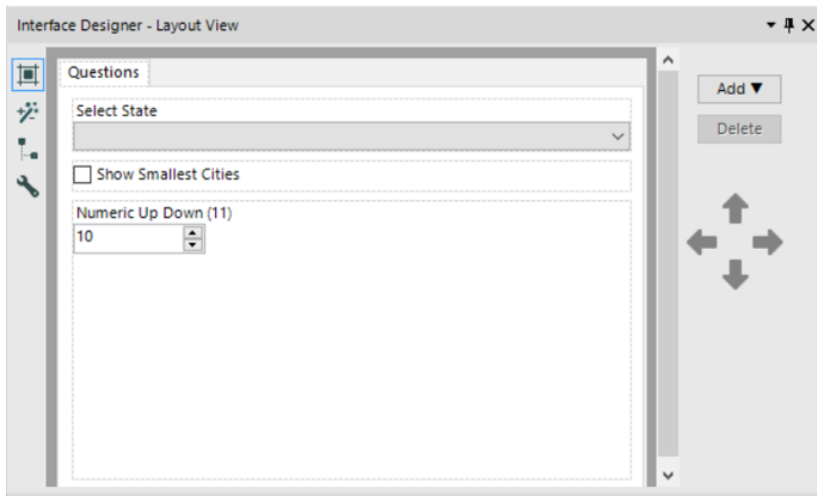 Interface Designer - Layout View
Questions
Add ▼
Select State
Delete
Show Smallest Cities
Numeric Up Down (11)
10